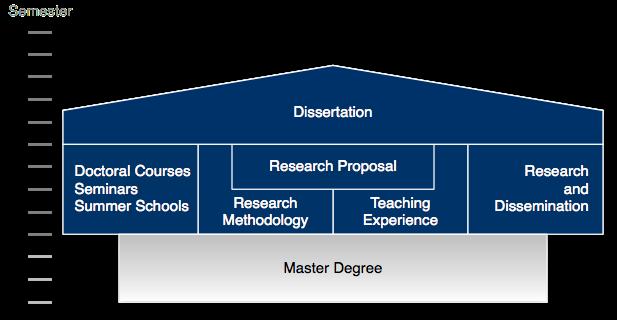 Semester
Dissertation
Doctoral Courses
Seminars
Summer Schools
Research Proposal
Research
Methodology
Teaching
Experience
Research
and
Dissemination
Master Degree